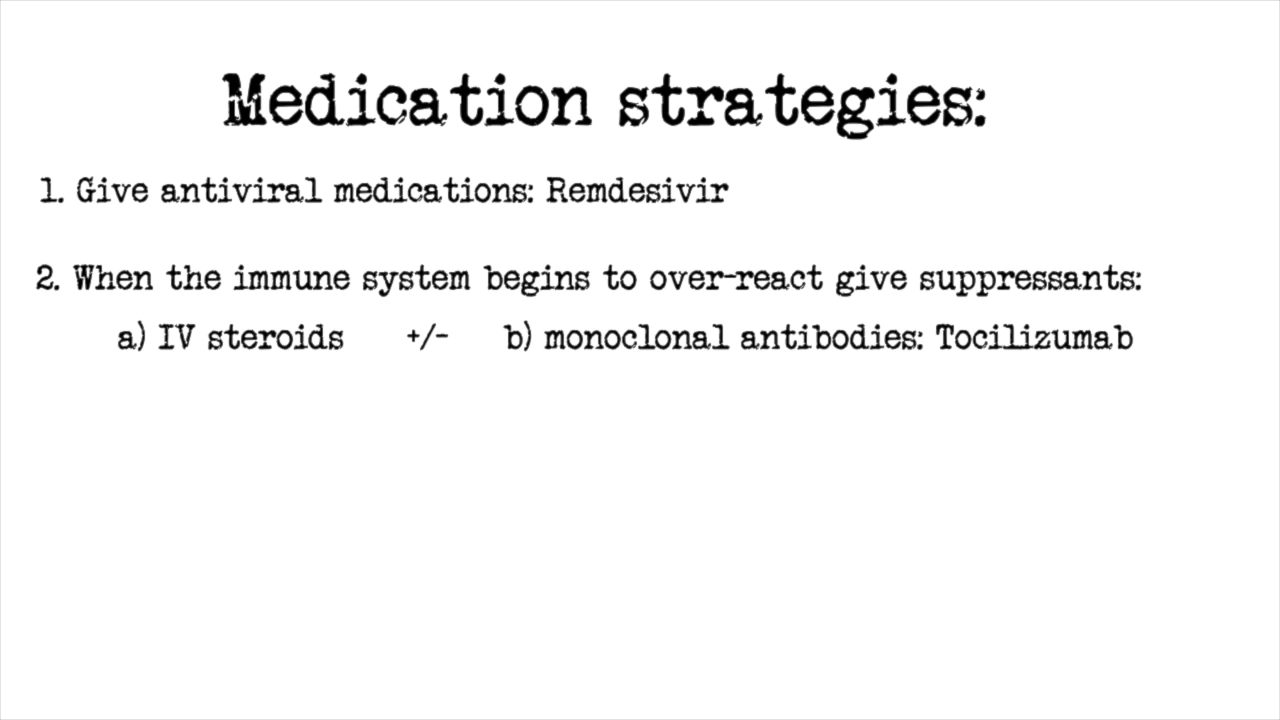 Medication strategies:
1. Give antiviral medications: Remdesivir
2. When the immune system begins to over-react give suppressants:
a) IV steroids +/- b) monoclonal antibodies: Tocilizumab